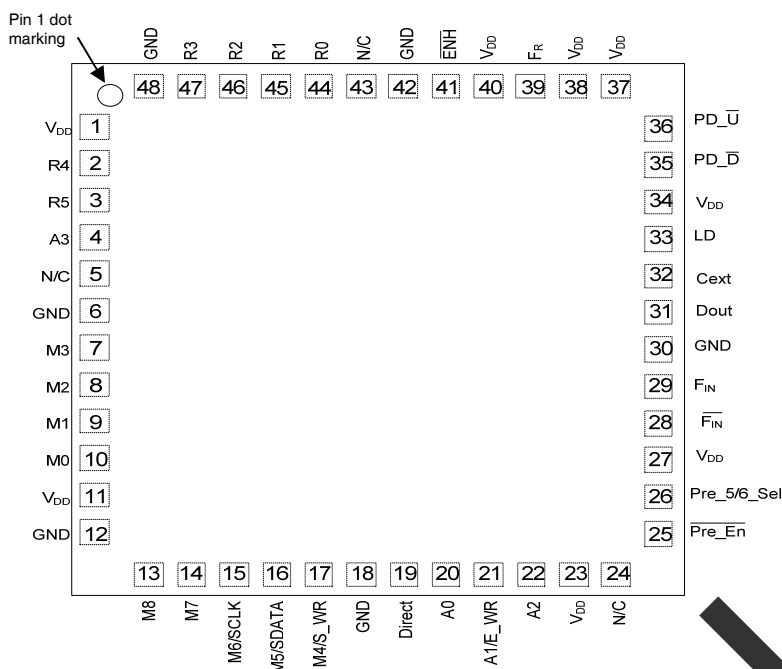 Pin 1 dot
marking
GND R3 R2 R1 R0 N/C GND E̅N̅H̅ VDD FR VDD VDD
48 47 46 45 44 43 42 41 40 39 38 37
VDD 1
R4 2
R5 3
A3 4
N/C 5
GND 6
M3 7
M2 8
M1 9
M0 10
VDD 11
GND 12
36 PD_U̅
35 PD_D̅
34 VDD
33 LD
32 Cext
31 Dout
30 GND
29 FIN
28 F̅I̅N̅
27 VDD
26 Pre_5/6_Sel
25 P̅r̅e̅_̅E̅n̅
13 14 15 16 17 18 19 20 21 22 23 24
M8 M7 M6/SCLK M5/SDATA M4/S_WR GND Direct A0 A1/E_WR A2 VDD N/C